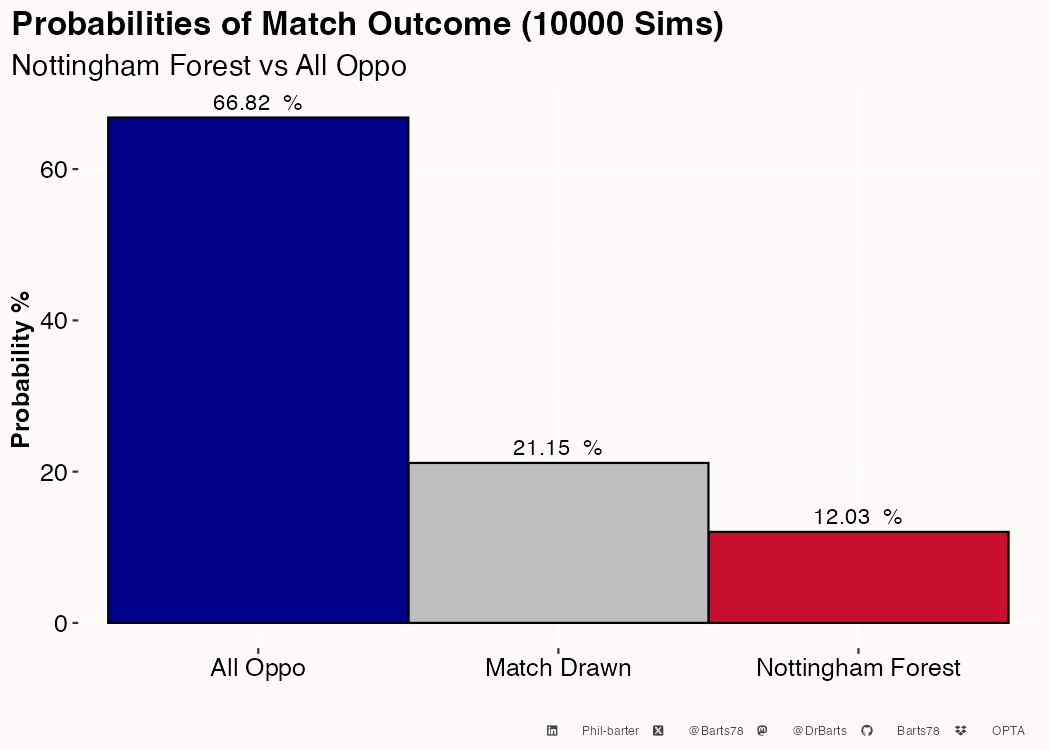 Probabilities of Match Outcome (10000 Sims)
Nottingham Forest vs All Oppo
66.82 %
60
Probability %
40
21.15 %
20
12.03 %
0
All Oppo Match Drawn Nottingham Forest
Phil-barter @Barts78 @DrBarts Barts78 OPTA